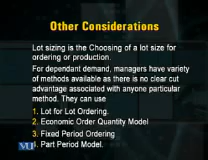 Other Considerations
Lot sizing is the Choosing of a lot size for
ordering or production.
For dependant demand, managers have variety
of methods available as there is no clear cut
advantage associated with anyone particular
method. They can use
1. Lot for Lot Ordering.
2. Economic Order Quantity Model
3. Fixed Period Ordering
4. Part Period Model.